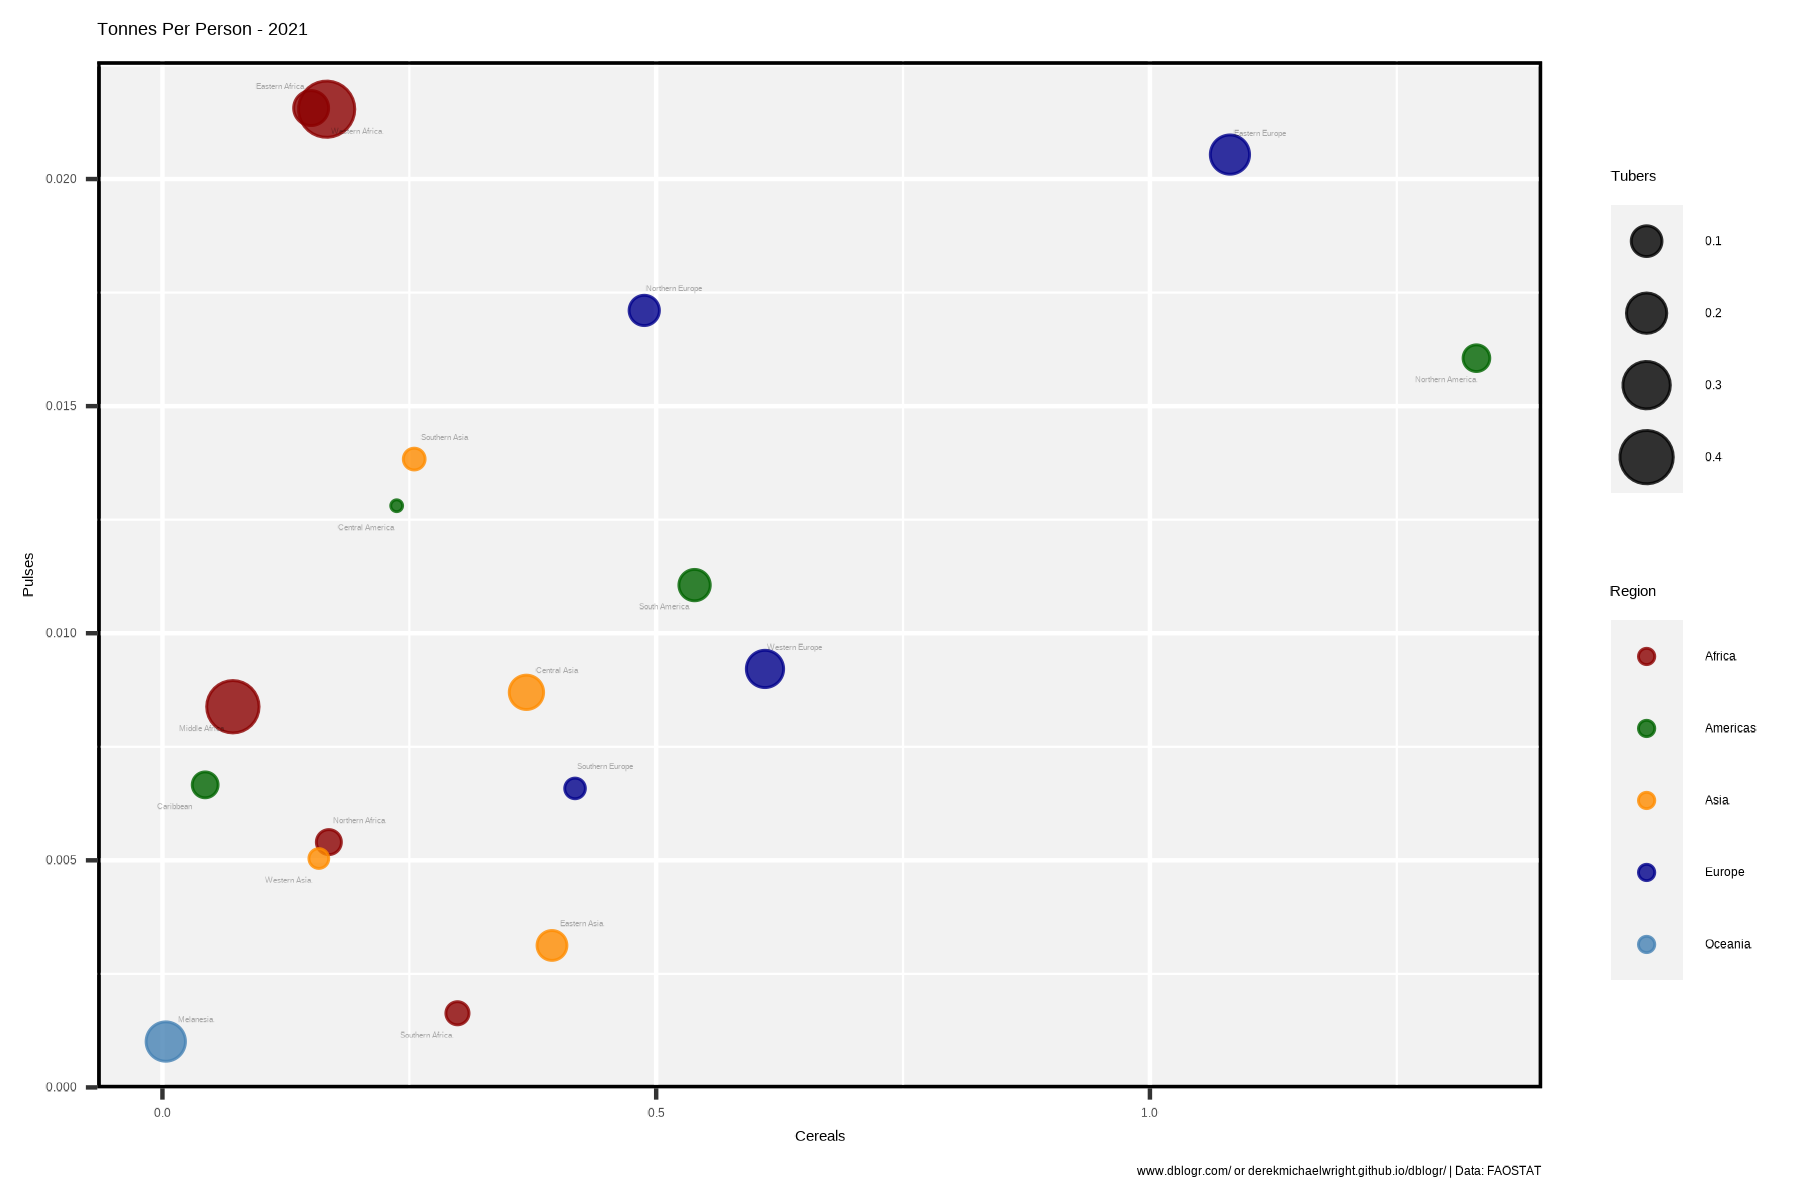 Tonnes Per Person - 2021
Eastern Africa
Western Africa
Eastern Europe
0.020
Northern Europe
Northern America
0.015
Southern Asia
Central America
South America
0.010
Western Europe
Central Asia
Middle Africa
Southern Europe
Caribbean
Northern Africa
0.005
Western Asia
Eastern Asia
Melanesia
Southern Africa
0.000
0.0 0.5 1.0
Pulses
Cereals
Tubers
0.1
0.2
0.3
0.4
Region
Africa
Americas
Asia
Europe
Oceania
www.dblogr.com/ or derekmichaelwright.github.io/dblogr/ | Data: FAOSTAT